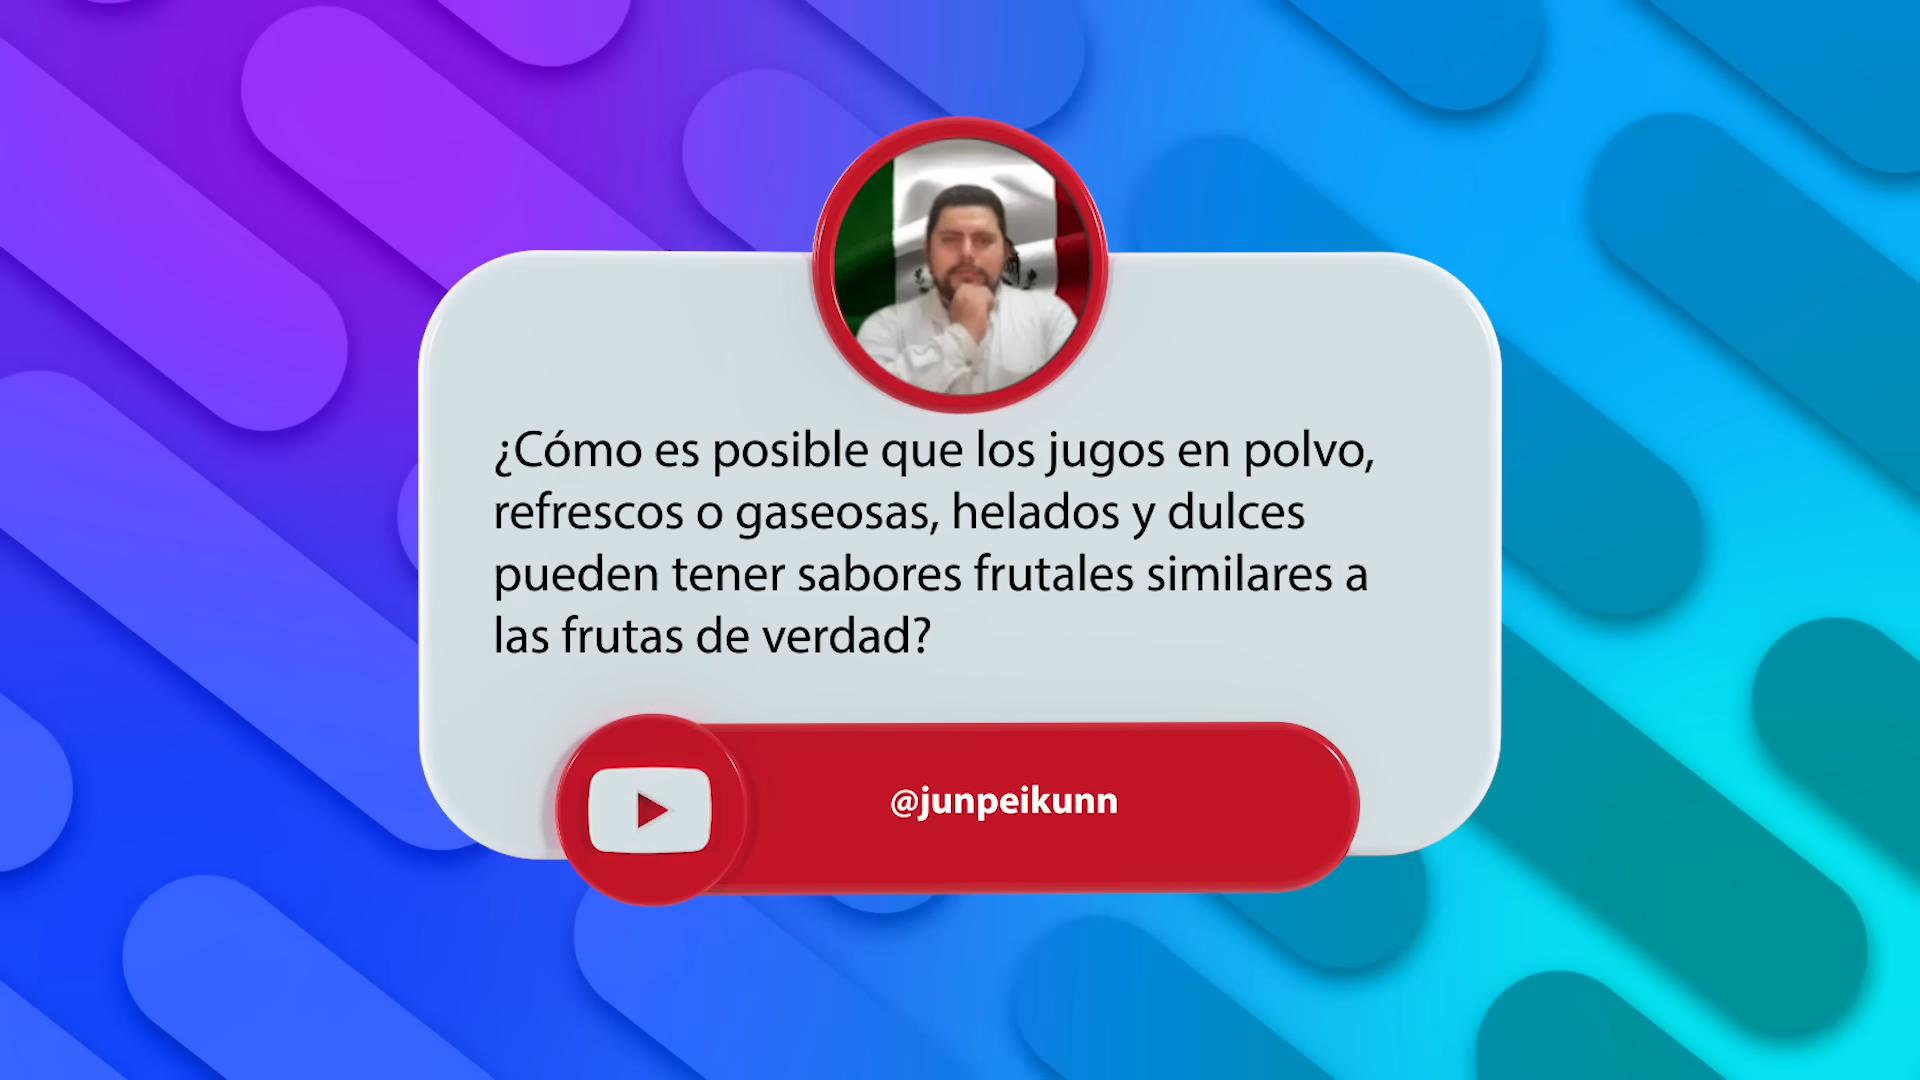 ¿Cómo es posible que los jugos en polvo,
refrescos o gaseosas, helados y dulces
pueden tener sabores frutales similares a
las frutas de verdad?
@junpeikunn